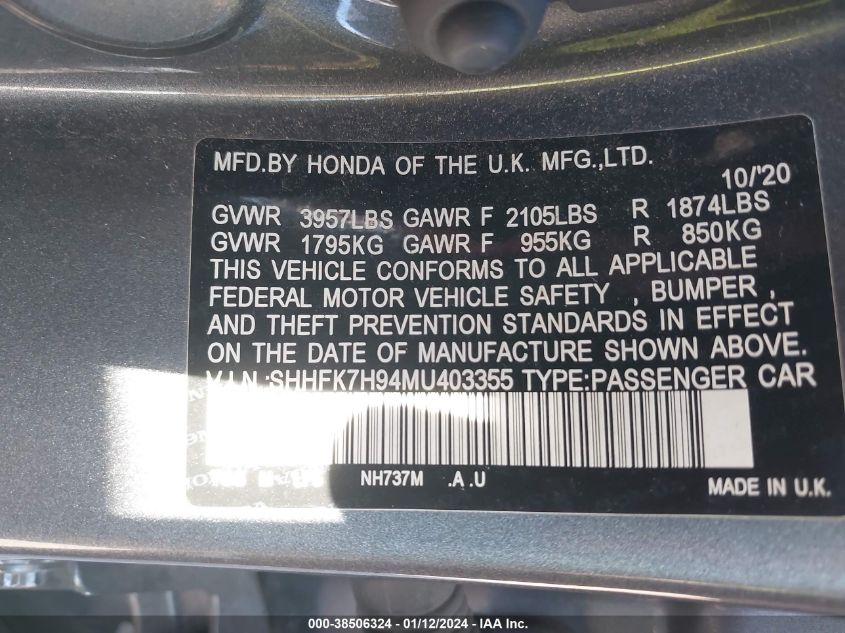 MFD.BY HONDA OF THE U.K. MFG.,LTD.
10/'20
GVWR 3957LBS GAWR F 2105LBS R 1874LBS
GVWR 1795KG GAWR F 955KG R 850KG
THIS VEHICLE CONFORMS TO ALL APPLICABLE
FEDERAL MOTOR VEHICLE SAFETY , BUMPER ,
AND THEFT PREVENTION STANDARDS IN EFFECT
ON THE DATE OF MANUFACTURE SHOWN ABOVE.
V.I.N.:SHHFK7H94MU403355 TYPE:PASSENGER CAR
NH737M .A.U
MADE IN U.K.
000-38506324 - 01/12/2024 - IAA, Inc.